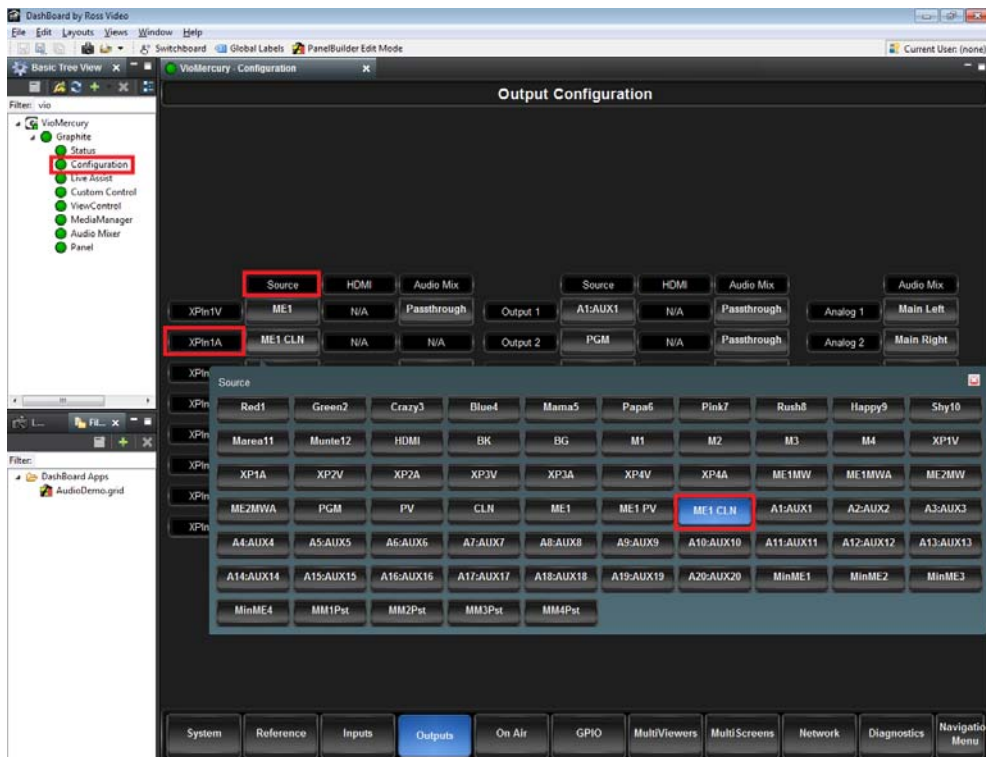 DashBoard by Ross Video
File Edit Layouts Views Window Help
Switchboard Global Labels PanelBuilder Edit Mode Current User: (none)
Basic Tree View
Filter: vio
VioMercury
Graphite
Status
Configuration
Live Assist
Custom Control
ViewControl
MediaManager
Audio Mixer
Panel
L... Fil...
Filter:
DashBoard Apps
AudioDemo.grid
VioMercury - Configuration
Output Configuration
Source HDMI Audio Mix Source HDMI Audio Mix Audio Mix
XPIn1V ME1 N/A Passthrough Output 1 A1:AUX1 N/A Passthrough Analog 1 Main Left
XPIn1A ME1 CLN N/A N/A Output 2 PGM N/A Passthrough Analog 2 Main Right
XPIn
XPIn
XPIn
XPIn
XPIn
XPIn
Source
Red1 Green2 Crazy3 Blue4 Mama5 Papa6 Pink7 Rush8 Happy9 Shy10
Marea11 Munte12 HDMI BK BG M1 M2 M3 M4 XP1V
XP1A XP2V XP2A XP3V XP3A XP4V XP4A ME1MW ME1MWA ME2MW
ME2MWA PGM PV CLN ME1 ME1 PV ME1 CLN A1:AUX1 A2:AUX2 A3:AUX3
A4:AUX4 A5:AUX5 A6:AUX6 A7:AUX7 A8:AUX8 A9:AUX9 A10:AUX10 A11:AUX11 A12:AUX12 A13:AUX13
A14:AUX14 A15:AUX15 A16:AUX16 A17:AUX17 A18:AUX18 A19:AUX19 A20:AUX20 MinME1 MinME2 MinME3
MinME4 MM1Pst MM2Pst MM3Pst MM4Pst
System Reference Inputs Outputs On Air GPIO MultiViewers MultiScreens Network Diagnostics Navigatio
Menu